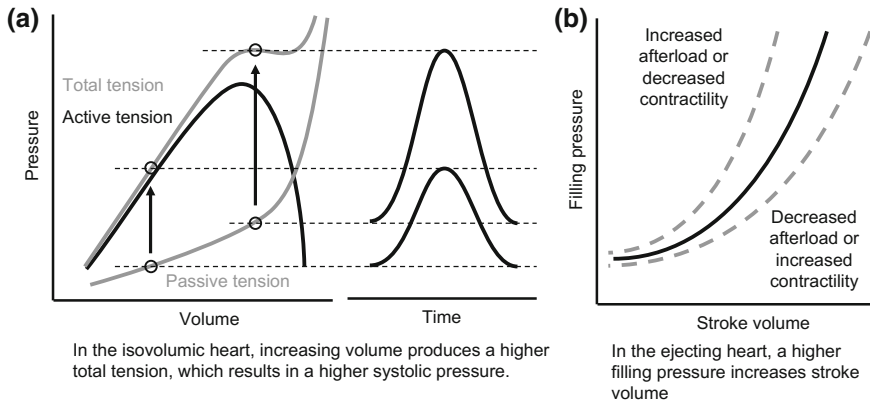 (a)
Total tension
Active tension
Passive tension
Pressure
Volume
Time
In the isovolumic heart, increasing volume produces a higher
total tension, which results in a higher systolic pressure.
(b)
Increased
afterload or
decreased
contractility
Decreased
afterload or
increased
contractility
Filling pressure
Stroke volume
In the ejecting heart, a higher
filling pressure increases stroke
volume